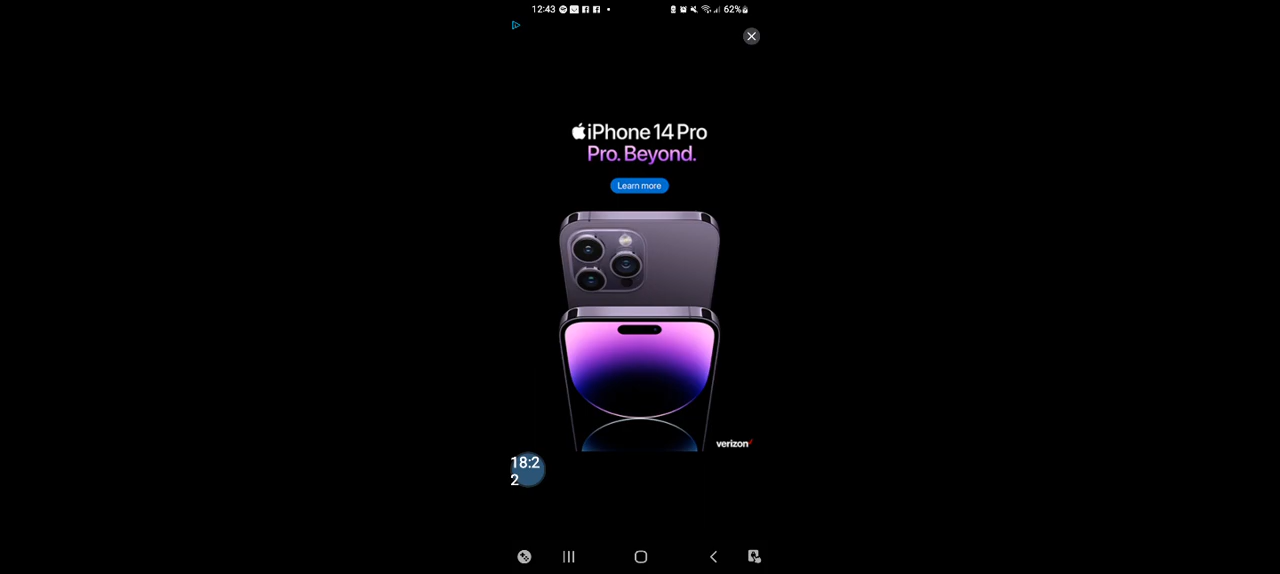 12:43
62%
iPhone 14 Pro
Pro. Beyond.
Learn more
verizon
18:2
2